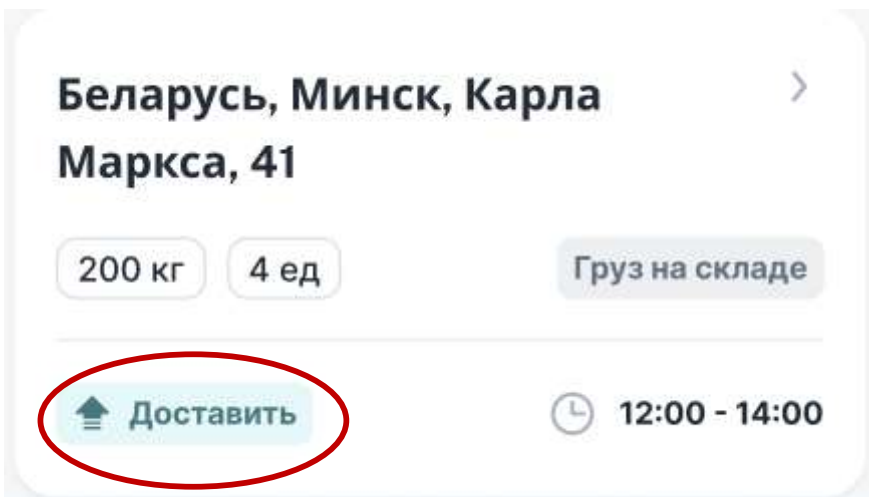 Беларусь, Минск, Карла
Маркса, 41
200 кг 4 ед Груз на складе
Доставить 12:00 - 14:00